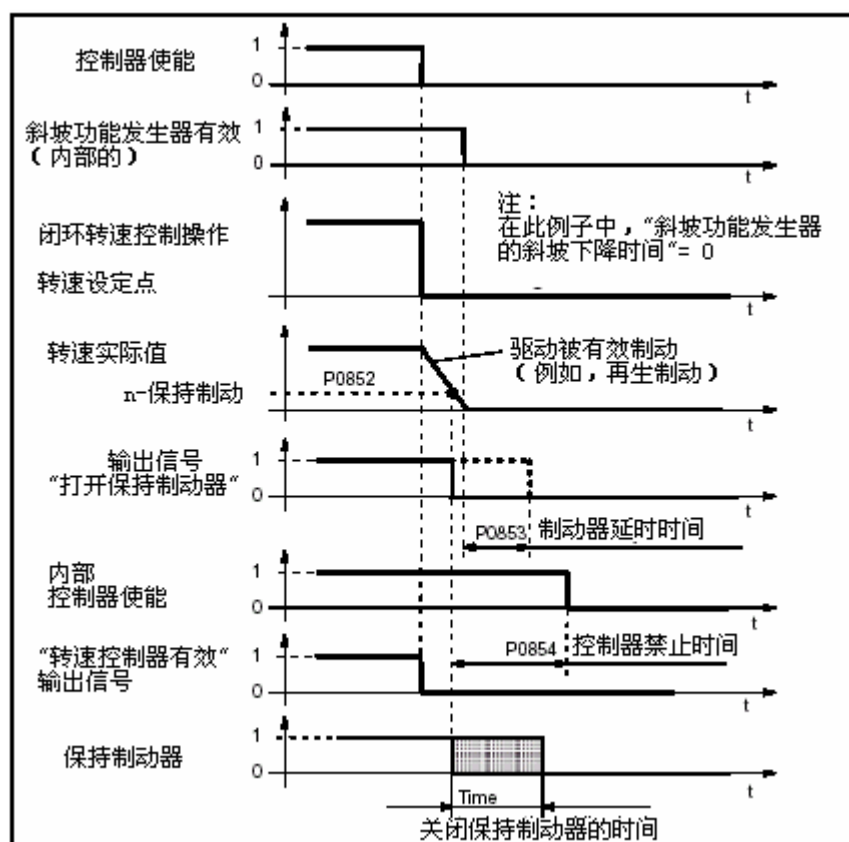 控制器使能
1
0
t
斜坡功能发生器有效
（内部的）
1
0
t
注：
在此例子中，“斜坡功能发生器
的斜坡下降时间”= 0
闭环转速控制操作
转速设定点
t
转速实际值
驱动被有效制动
（例如，再生制动）
P0852
n-保持制动
t
输出信号
“打开保持制动器”
1
0
t
P0853
制动器延时时间
内部
控制器使能
1
0
t
“转速控制器有效”
输出信号
1
0
P0854
控制器禁止时间
t
保持制动器
1
0
t
Time
关闭保持制动器的时间